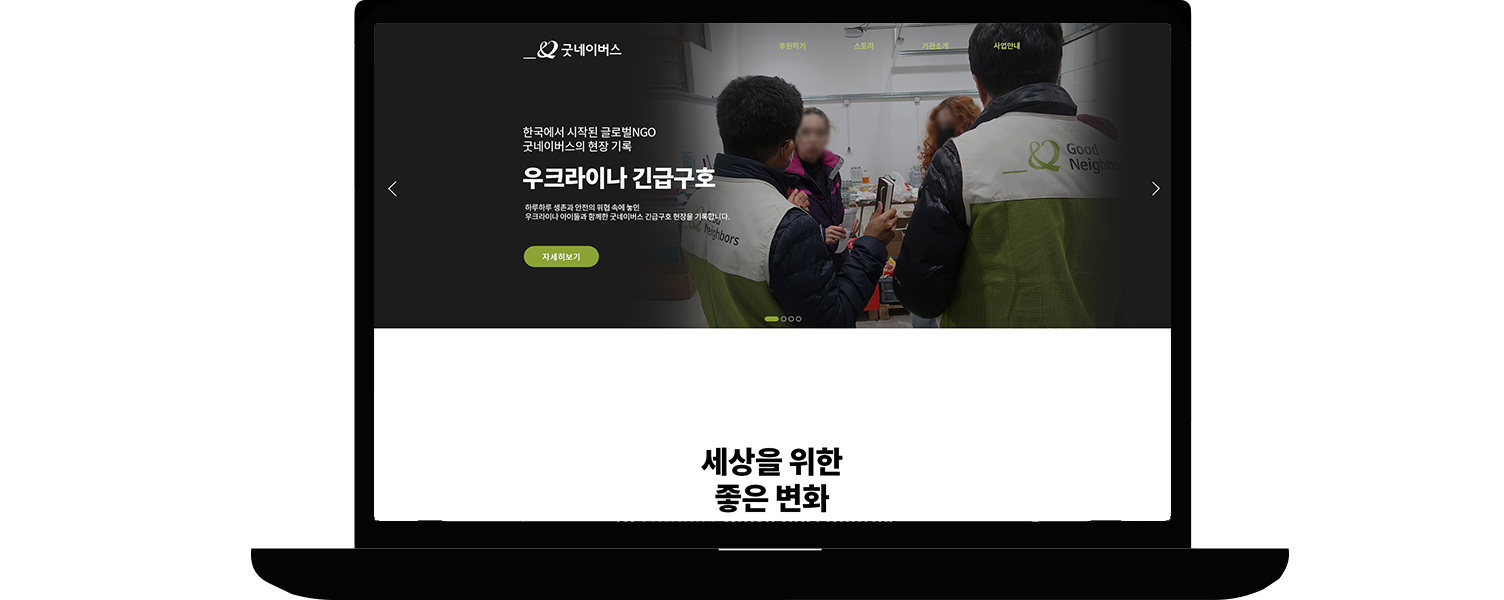 굿네이버스
후원하기 스토리 기관소개 사업안내
한국에서 시작된 글로벌NGO
굿네이버스의 현장 기록
우크라이나 긴급구호
하루하루 생존과 안전의 위협 속에 놓인
우크라이나 아이들과 함께한 굿네이버스 긴급구호 현장을 기록합니다.
자세히보기
Good
Neighbors
Neighbors
세상을 위한
좋은 변화